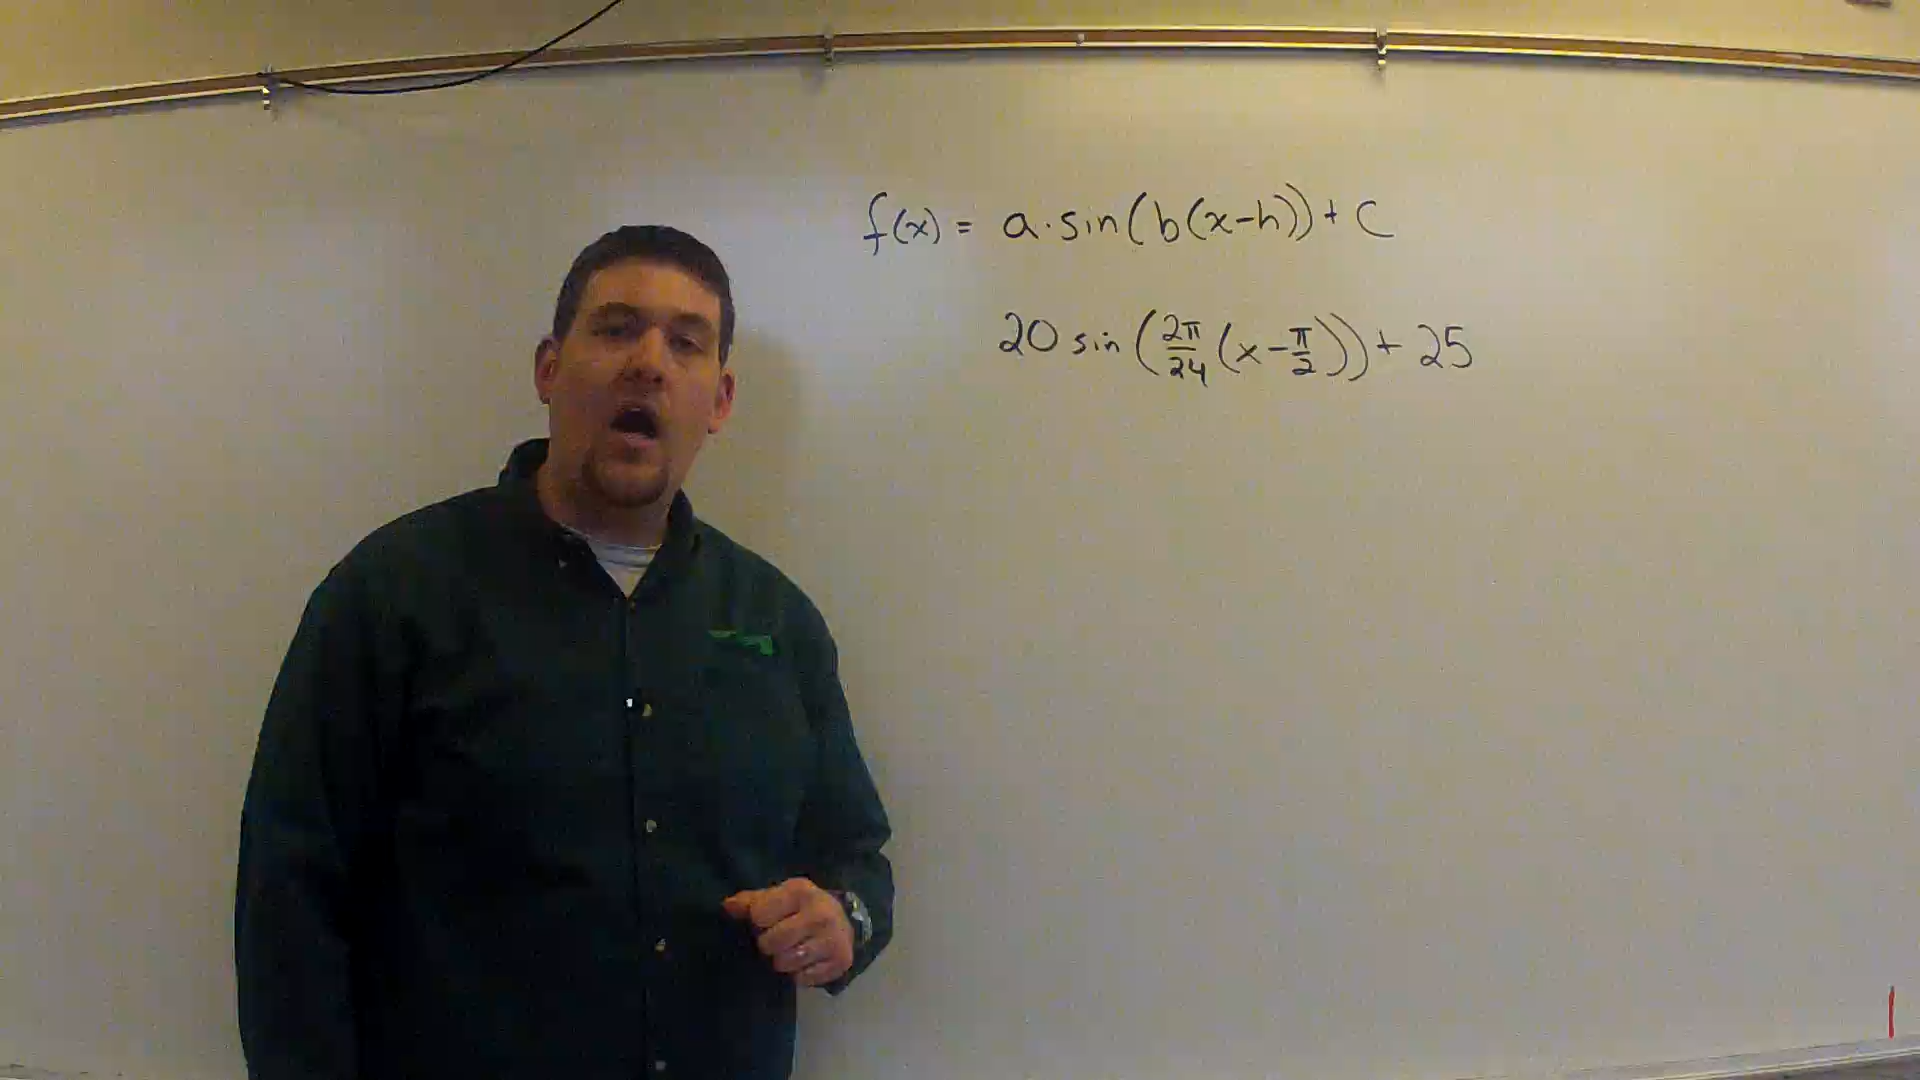 f(x) = a·sin(b(x-h))+c
20 sin(2π/24(x-π/2))+25